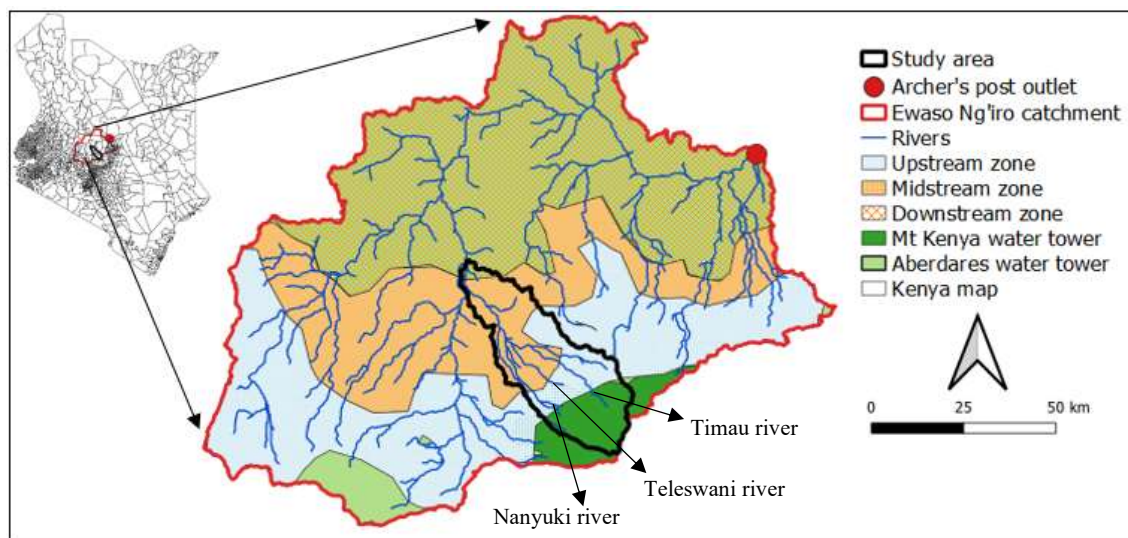 Study area
Archer's post outlet
Ewaso Ng'iro catchment
Rivers
Upstream zone
Midstream zone
Downstream zone
Mt Kenya water tower
Aberdares water tower
Kenya map
0 25 50 km
Timau river
Teleswani river
Nanyuki river